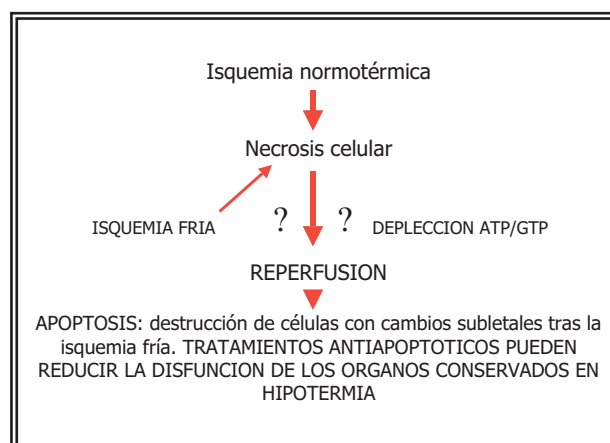 Isquemia normotérmica
Necrosis celular
ISQUEMIA FRIA ? ? DEPLECCION ATP/GTP
REPERFUSION
APOPTOSIS: destrucción de células con cambios subletales tras la
isquemia fría. TRATAMIENTOS ANTIAPOPTOTICOS PUEDEN
REDUCIR LA DISFUNCION DE LOS ORGANOS CONSERVADOS EN
HIPOTERMIA